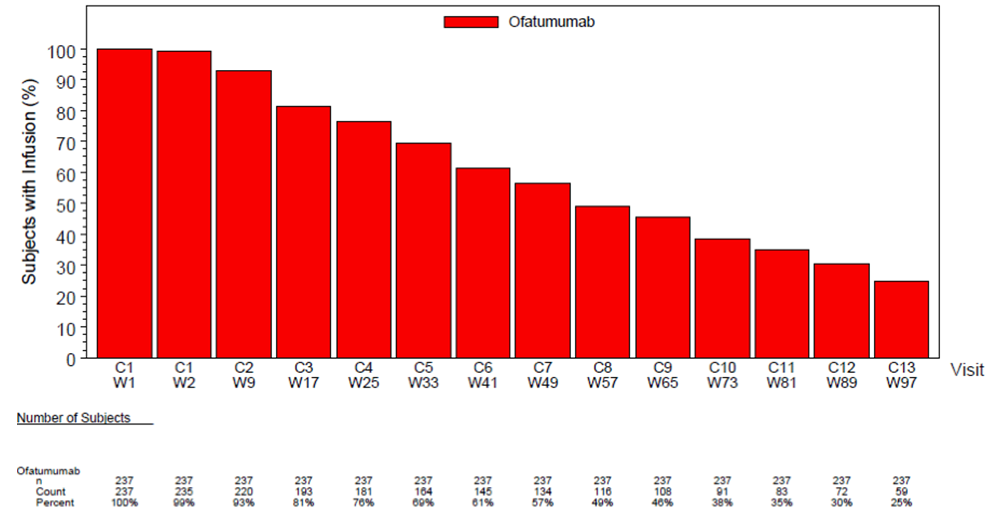 Ofatumumab
Subjects with Infusion (%)
100
90
80
70
60
50
40
30
20
10
0
C1 C1 C2 C3 C4 C5 C6 C7 C8 C9 C10 C11 C12 C13
W1 W2 W9 W17 W25 W33 W41 W49 W57 W65 W73 W81 W89 W97
Visit
Number of Subjects
Ofatumumab
n 237 237 237 237 237 237 237 237 237 237 237 237 237 237
Count 237 235 220 193 181 164 145 134 116 108 91 83 72 59
Percent 100% 99% 93% 81% 76% 69% 61% 57% 49% 46% 38% 35% 30% 25%